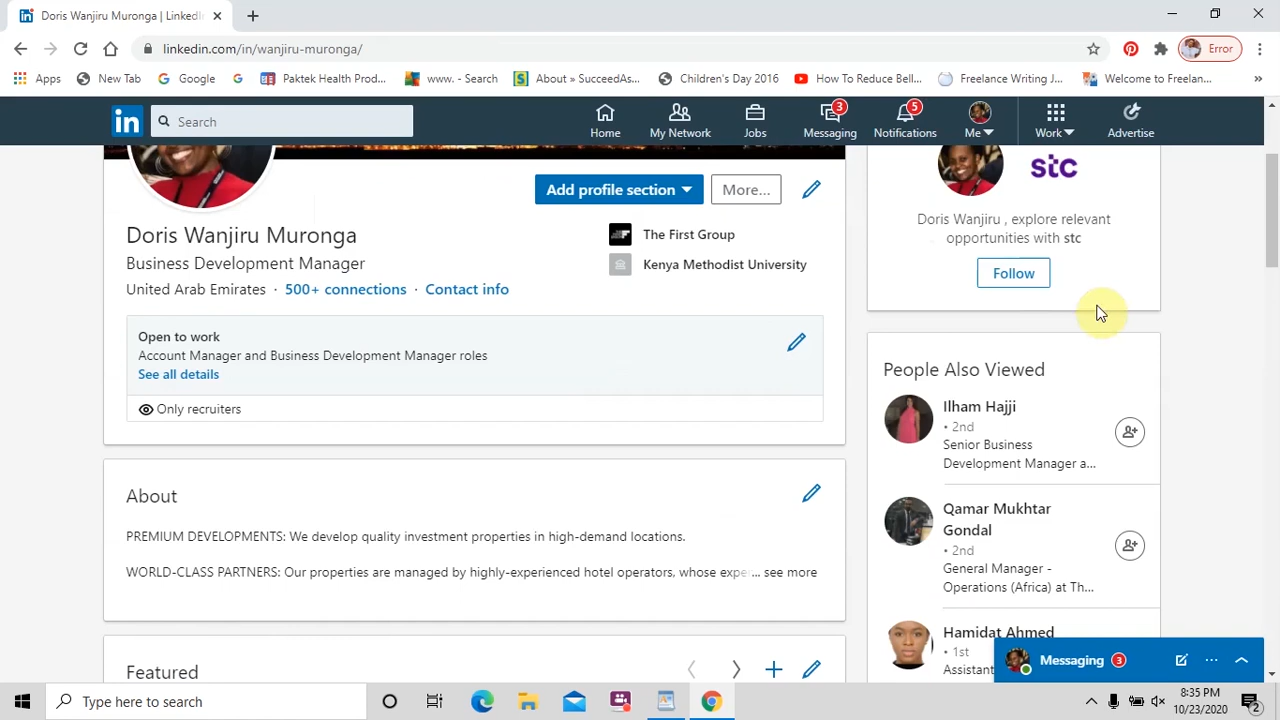 Doris Wanjiru Muronga | LinkedIn
linkedin.com/in/wanjiru-muronga/
Error
Apps
New Tab
Google
G
Paktek Health Prod...
www. - Search
About » SucceedAs...
Children's Day 2016
How To Reduce Bell...
Freelance Writing J...
Welcome to Freelan...
»
in
Search
Home
My Network
Jobs
3
Messaging
5
Notifications
Me
Work
Advertise
Add profile section
More...
Doris Wanjiru Muronga
Business Development Manager
United Arab Emirates · 500+ connections · Contact info
The First Group
Kenya Methodist University
Open to work
Account Manager and Business Development Manager roles
See all details
Only recruiters
About
PREMIUM DEVELOPMENTS: We develop quality investment properties in high-demand locations.
WORLD-CLASS PARTNERS: Our properties are managed by highly-experienced hotel operators, whose expe... see more
Featured
stc
Doris Wanjiru , explore relevant
opportunities with stc
Follow
People Also Viewed
Ilham Hajji
• 2nd
Senior Business
Development Manager a...
Qamar Mukhtar
Gondal
• 2nd
General Manager -
Operations (Africa) at Th...
Hamidat Ahmed
• 1st
Assistant
Messaging 3
Type here to search
8:35 PM
10/23/2020
2